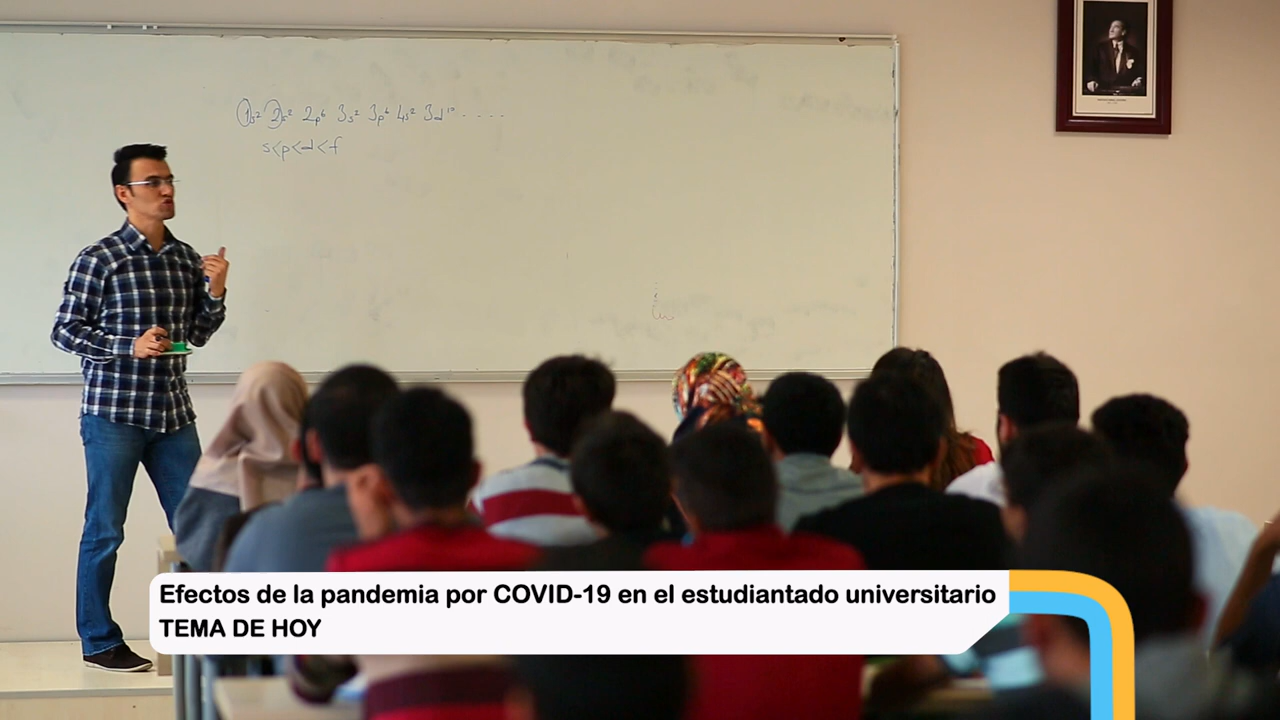 1s² 2s² 2p⁶ 3s² 3p⁶ 4s² 3d¹⁰ ....
s<p<d<f
Efectos de la pandemia por COVID-19 en el estudiantado universitario
TEMA DE HOY